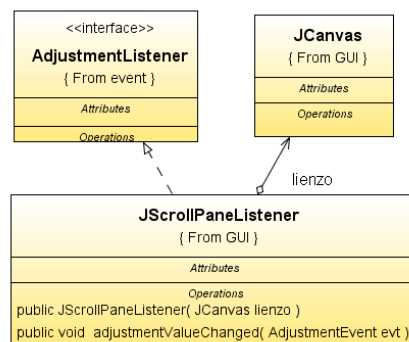 <<interface>>
AdjustmentListener
{ From event }
Attributes
Operations
JCanvas
{ From GUI }
Attributes
Operations
lienzo
JScrollPaneListener
{ From GUI }
Attributes
Operations
public JScrollPaneListener( JCanvas lienzo )
public void adjustmentValueChanged( AdjustmentEvent evt )